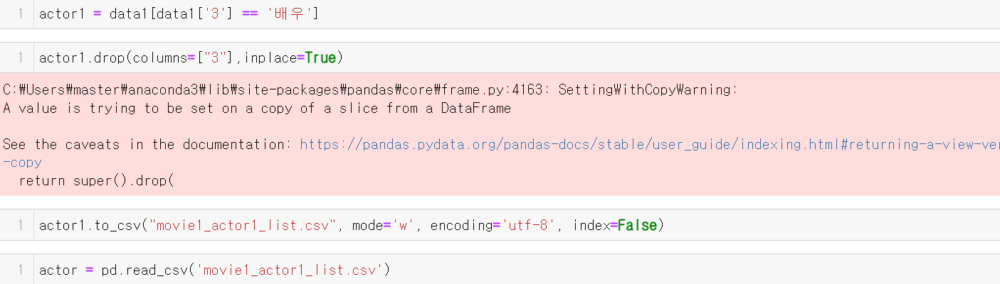 1 actor1 = data1[data1['3'] == '배우']
1 actor1.drop(columns=["3"],inplace=True)
C:₩Users₩master₩anaconda3₩lib₩site-packages₩pandas₩core₩frame.py:4163: SettingWithCopyWarning:
A value is trying to be set on a copy of a slice from a DataFrame
See the caveats in the documentation: https://pandas.pydata.org/pandas-docs/stable/user_guide/indexing.html#returning-a-view-ver
-copy
return super().drop(
1 actor1.to_csv("movie1_actor1_list.csv", mode='w', encoding='utf-8', index=False)
1 actor = pd.read_csv('movie1_actor1_list.csv')